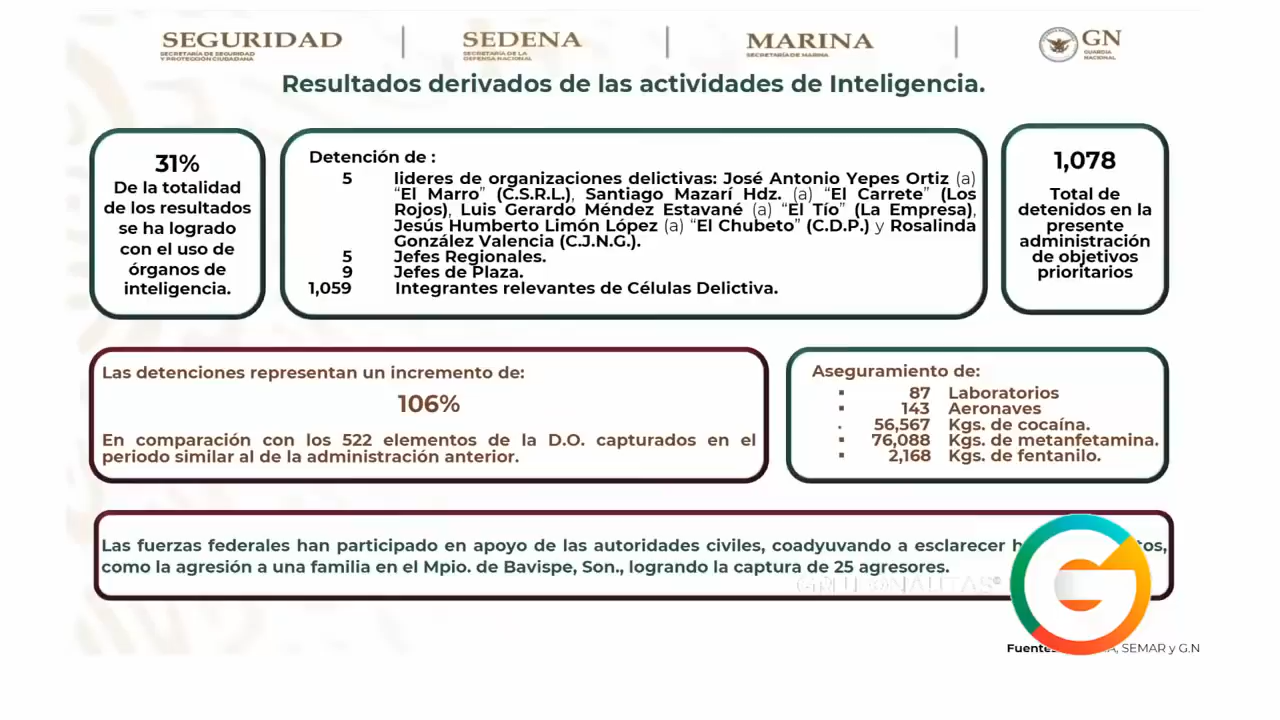 SEGURIDAD
SECRETARÍA DE SEGURIDAD
Y PROTECCIÓN CIUDADANA
SEDENA
SECRETARÍA DE LA
DEFENSA NACIONAL
MARINA
SECRETARÍA DE MARINA
GN
GUARDIA
NACIONAL
Resultados derivados de las actividades de Inteligencia.
31%
De la totalidad
de los resultados
se ha logrado
con el uso de
órganos de
inteligencia.
Detención de :
5 lideres de organizaciones delictivas: José Antonio Yepes Ortiz (a)
“El Marro” (C.S.R.L.), Santiago Mazarí Hdz. (a) “El Carrete” (Los
Rojos), Luis Gerardo Méndez Estavané (a) “El Tío” (La Empresa),
Jesús Humberto Limón López (a) “El Chubeto” (C.D.P.) y Rosalinda
González Valencia (C.J.N.G.).
5 Jefes Regionales.
9 Jefes de Plaza.
1,059 Integrantes relevantes de Células Delictiva.
1,078
Total de
detenidos en la
presente
administración
de objetivos
prioritarios
Las detenciones representan un incremento de:
106%
En comparación con los 522 elementos de la D.O. capturados en el
periodo similar al de la administración anterior.
Aseguramiento de:
▪ 87 Laboratorios
▪ 143 Aeronaves
▪ 56,567 Kgs. de cocaína.
▪ 76,088 Kgs. de metanfetamina.
▪ 2,168 Kgs. de fentanilo.
Las fuerzas federales han participado en apoyo de las autoridades civiles, coadyuvando a esclarecer
como la agresión a una familia en el Mpio. de Bavispe, Son., logrando la captura de 25 agresores.
G
SEMAR y G.N